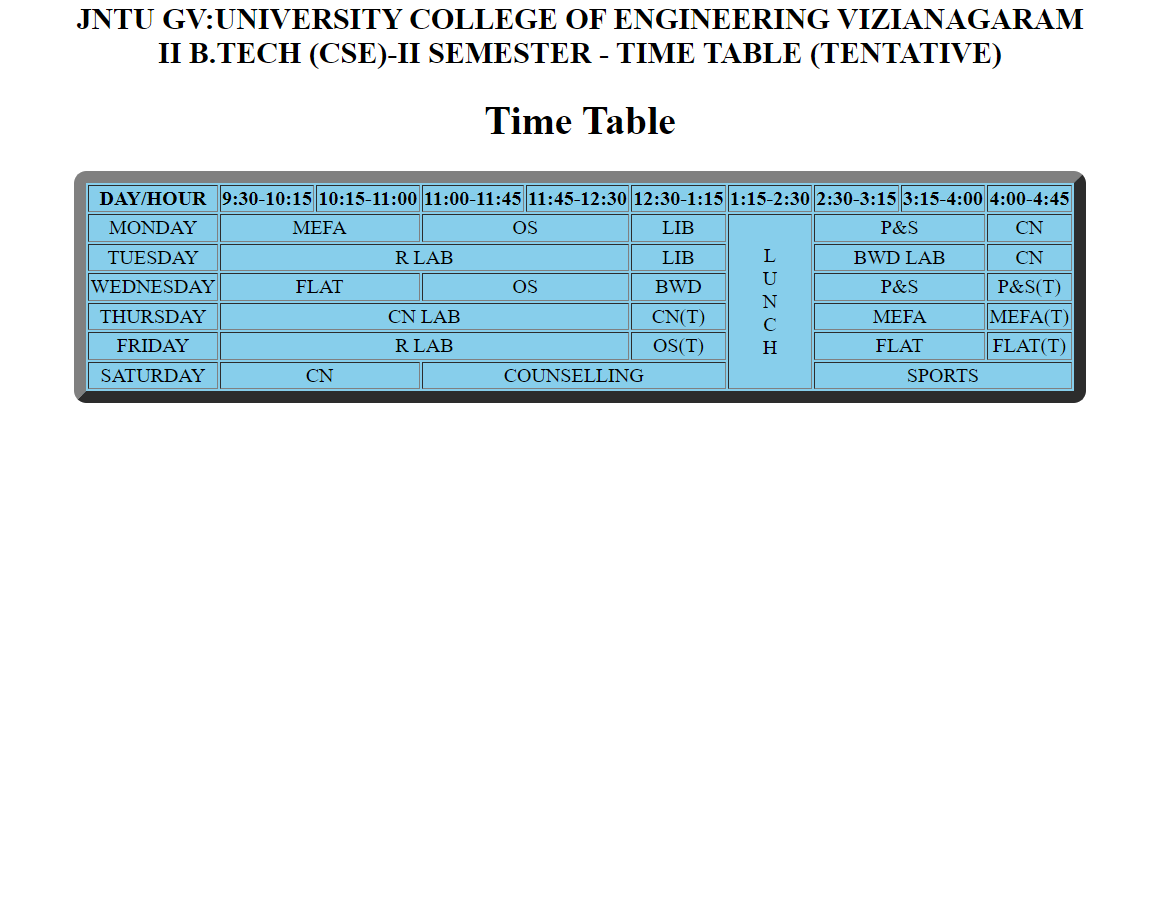 JNTU GV:UNIVERSITY COLLEGE OF ENGINEERING VIZIANAGARAM
II B.TECH (CSE)-II SEMESTER - TIME TABLE (TENTATIVE)
Time Table
DAY/HOUR 9:30-10:15 10:15-11:00 11:00-11:45 11:45-12:30 12:30-1:15 1:15-2:30 2:30-3:15 3:15-4:00 4:00-4:45
MONDAY MEFA OS LIB P&S CN
TUESDAY R LAB LIB BWD LAB CN
WEDNESDAY FLAT OS BWD P&S P&S(T)
THURSDAY CN LAB CN(T) MEFA MEFA(T)
FRIDAY R LAB OS(T) FLAT FLAT(T)
SATURDAY CN COUNSELLING SPORTS
L
U
N
C
H